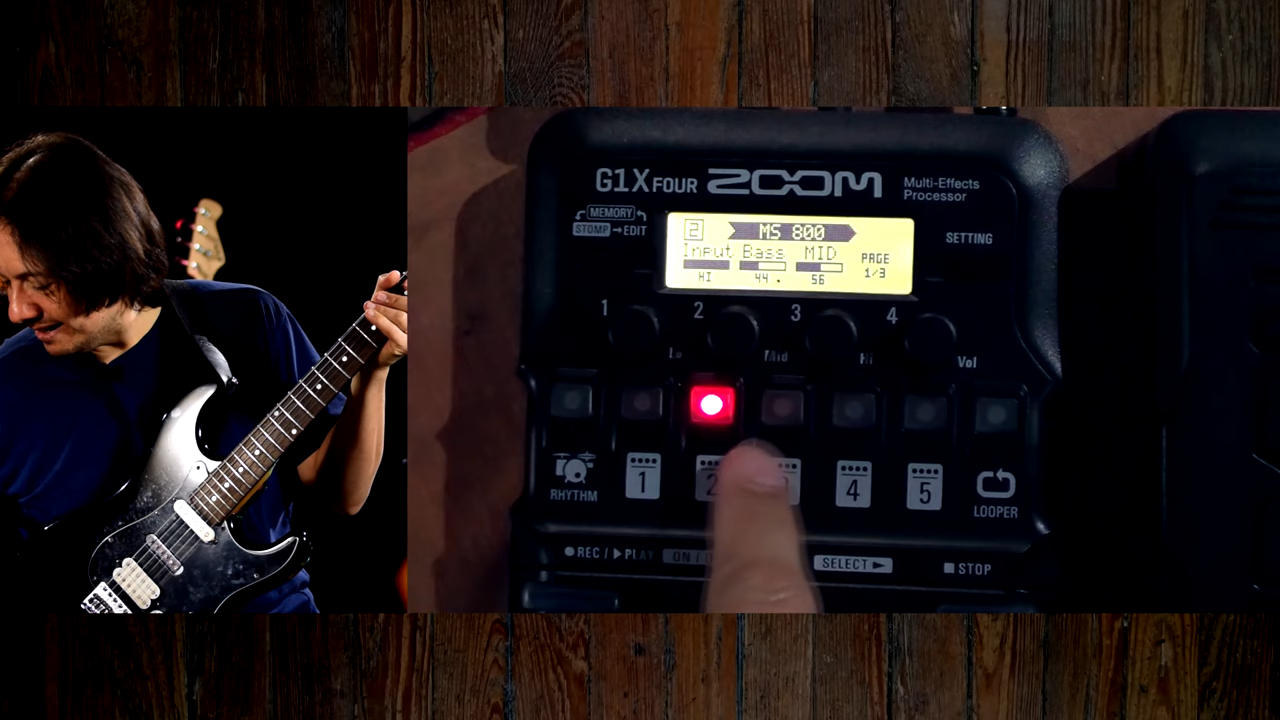 G1X FOUR ZOOM Multi-Effects
Processor
MEMORY
STOMP → EDIT
SETTING
2 MS 800
Input Bass MID
PAGE
1/3
HI 44 . 56
1 2 3 4
Lo Mid Hi Vol
1 2 4 5
RHYTHM
LOOPER
REC / ▶PLAY ON / SELECT ▶ ■ STOP